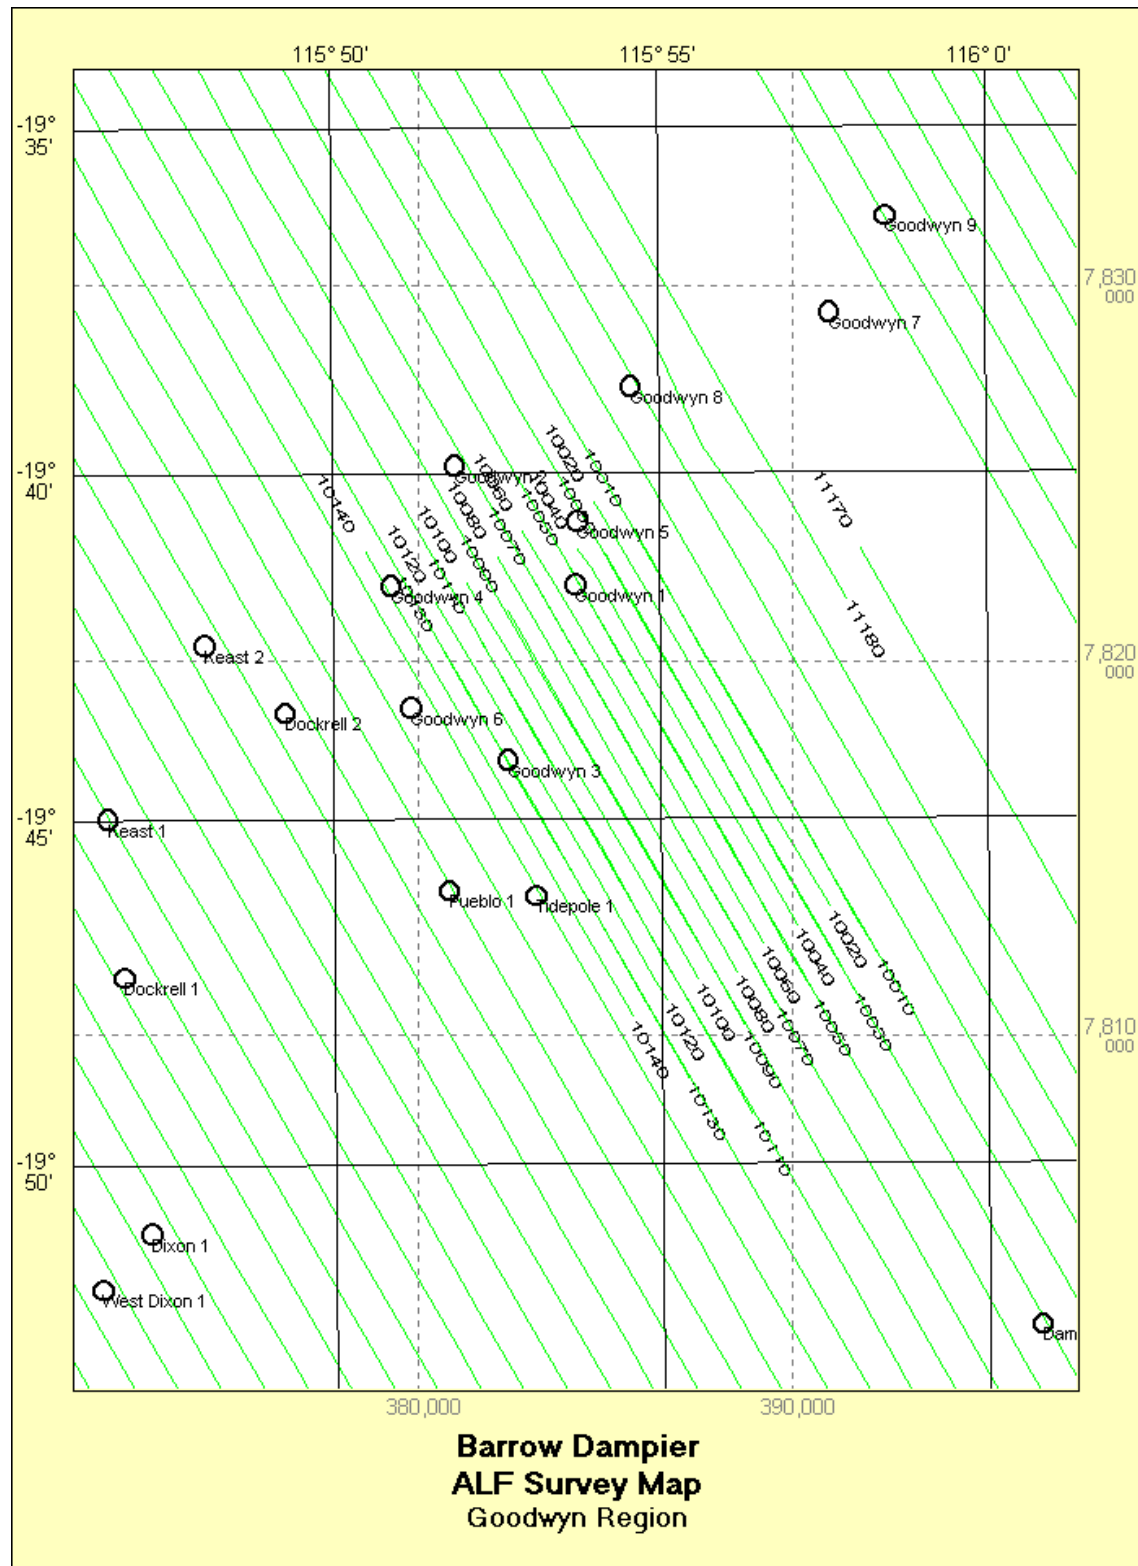 115° 50'
115° 55'
116° 0'
-19°
35'
Goodwyn 9
7,830
000
Goodwyn 7
Goodwyn 8
10020
10010
-19°
40'
Goodwyn 2
10060
10040
10030
11170
10140
10080
10050
Goodwyn 5
10100
10070
10120
10090
10110
Goodwyn 4
Goodwyn 1
10130
11180
Keast 2
7,820
000
Dockrell 2
Goodwyn 6
Goodwyn 3
-19°
45'
Keast 1
Pueblo 1
Tidepole 1
10020
10040
10060
10010
Dockrell 1
10080
10100
10120
10140
10030
10050
10070
10090
7,810
000
10130
10110
-19°
50'
Dixon 1
West Dixon 1
Dam
380,000
390,000
Barrow Dampier
ALF Survey Map
Goodwyn Region